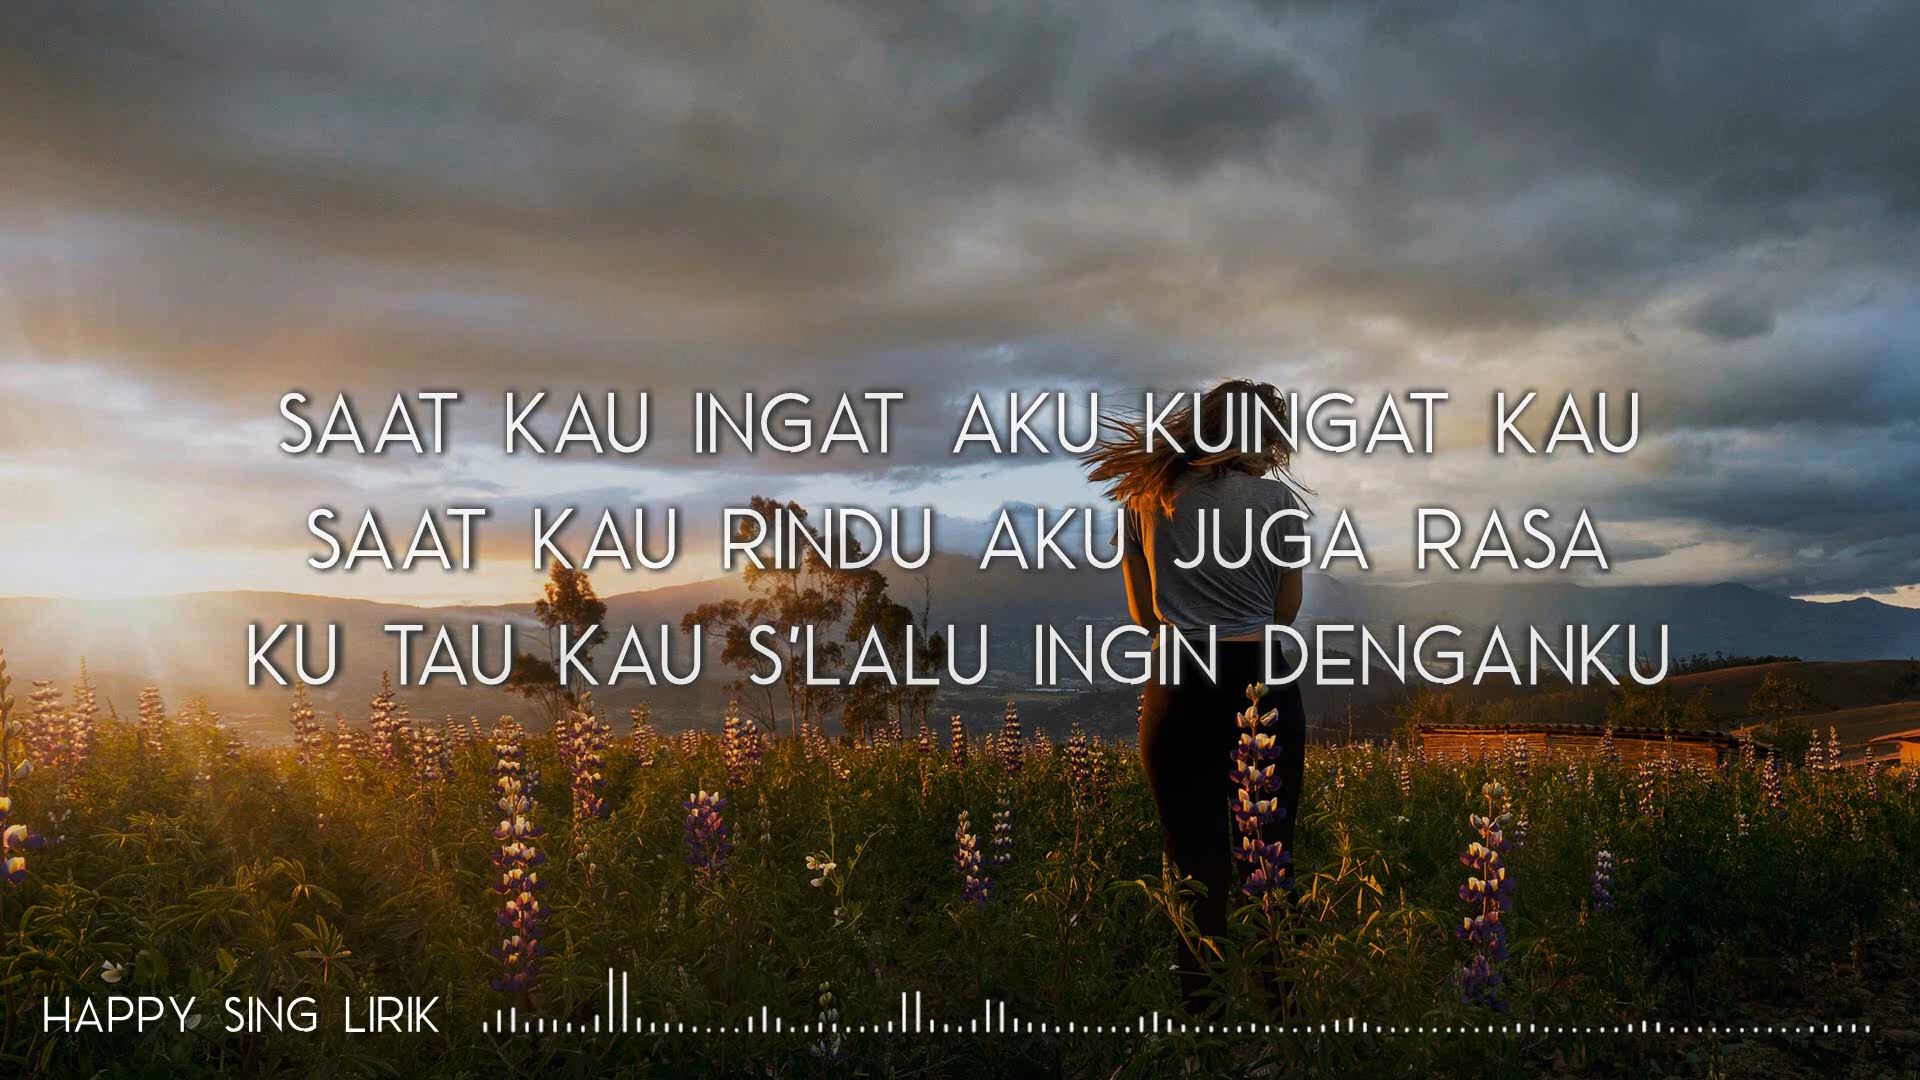 SAAT KAU INGAT AKU KUINGAT KAU
SAAT KAU RINDU AKU JUGA RASA
KU TAU KAU S'LALU INGIN DENGANKU
HAPPY SING LIRIK